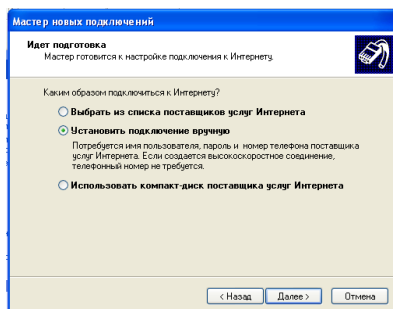 Мастер новых подключений
Идет подготовка
Мастер готовится к настройке подключения к Интернету.
Каким образом подключиться к Интернету?
Выбрать из списка поставщиков услуг Интернета
Установить подключение вручную
Потребуется имя пользователя, пароль и номер телефона поставщика
услуг Интернета. Если создается высокоскоростное соединение,
телефонный номер не требуется.
Использовать компакт-диск поставщика услуг Интернета
< Назад Далее > Отмена